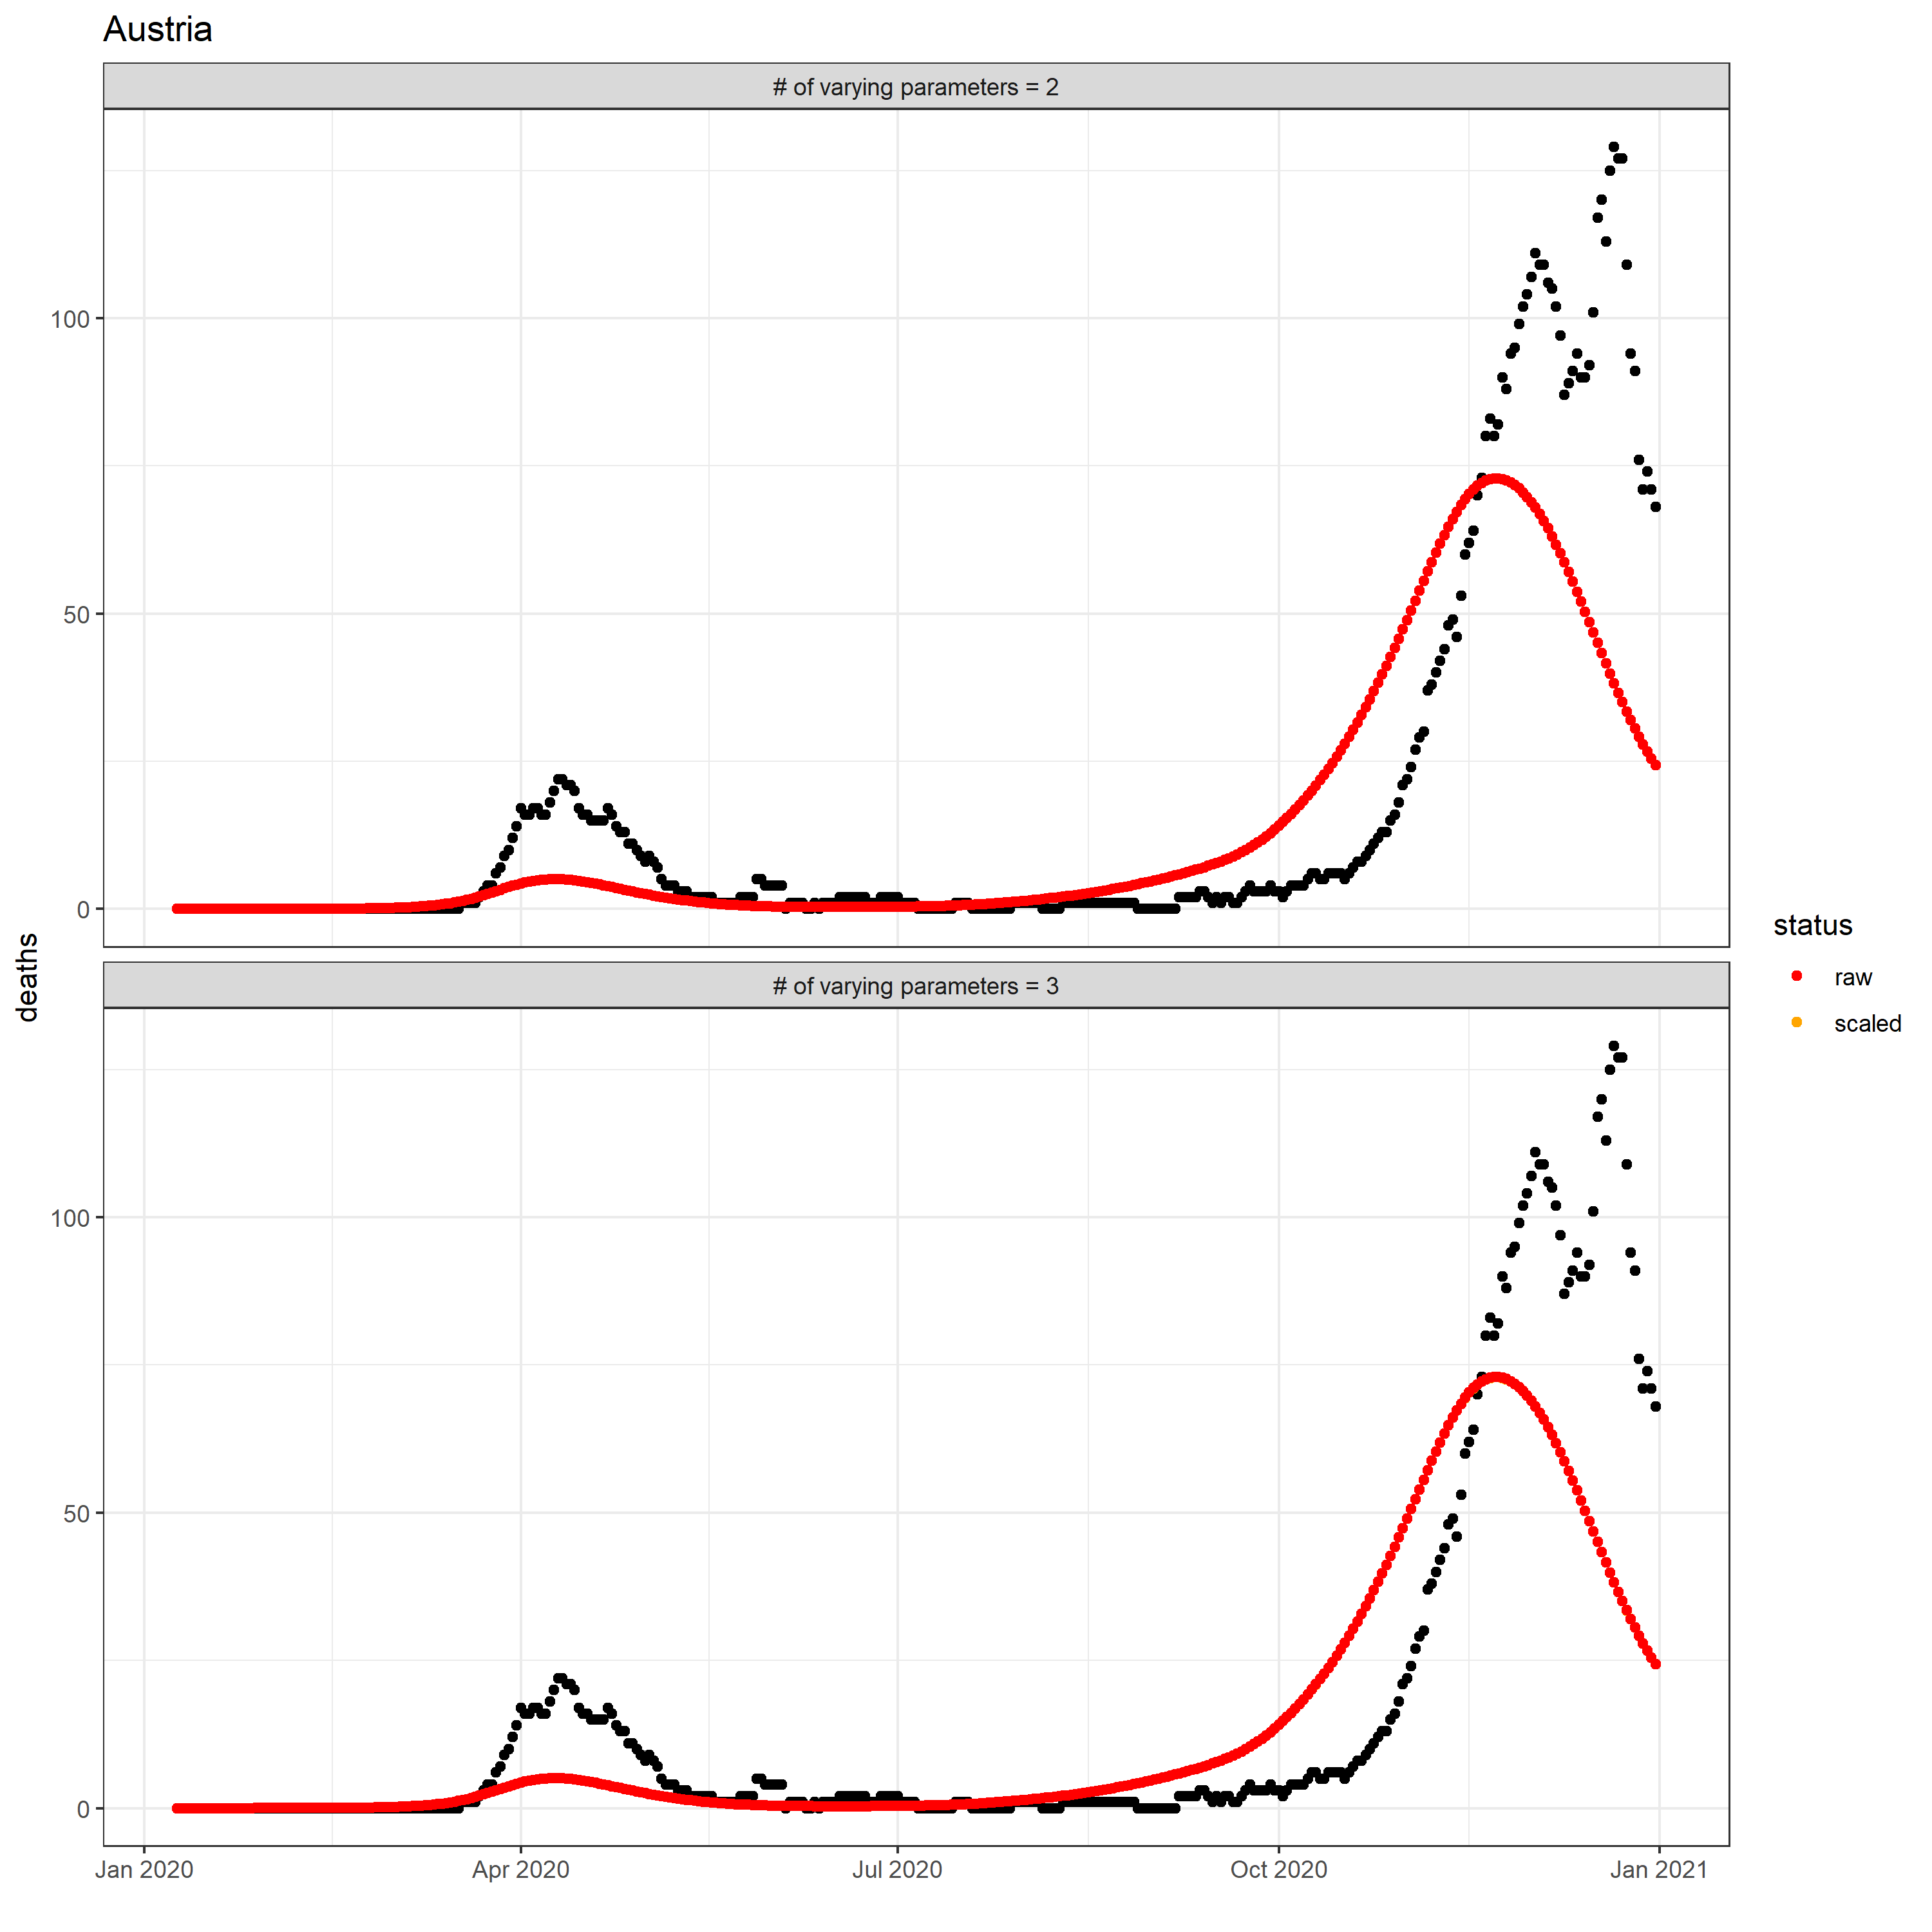 Austria
# of varying parameters = 2
100
50
0
deaths
# of varying parameters = 3
100
50
0
Jan 2020 Apr 2020 Jul 2020 Oct 2020 Jan 2021
status
raw
scaled